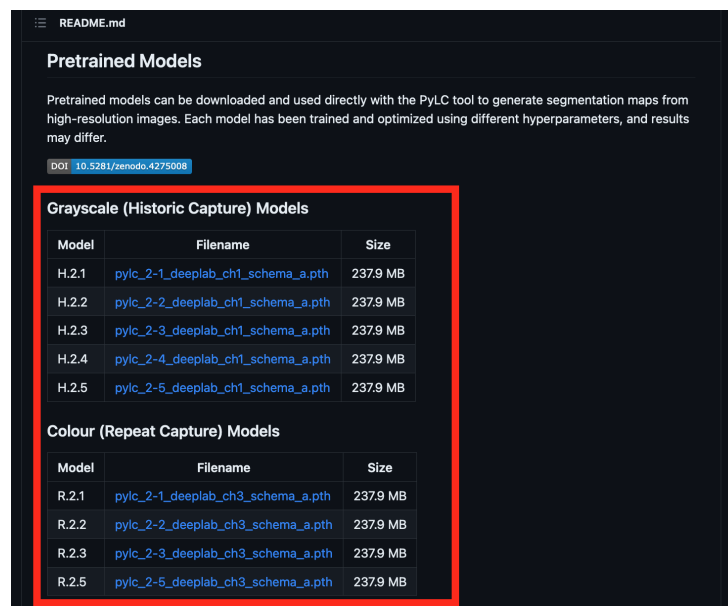 README.md
Pretrained Models
Pretrained models can be downloaded and used directly with the PyLC tool to generate segmentation maps from
high-resolution images. Each model has been trained and optimized using different hyperparameters, and results
may differ.
DOI 10.5281/zenodo.4275008
Grayscale (Historic Capture) Models
Model Filename Size
H.2.1 pylc_2-1_deeplab_ch1_schema_a.pth 237.9 MB
H.2.2 pylc_2-2_deeplab_ch1_schema_a.pth 237.9 MB
H.2.3 pylc_2-3_deeplab_ch1_schema_a.pth 237.9 MB
H.2.4 pylc_2-4_deeplab_ch1_schema_a.pth 237.9 MB
H.2.5 pylc_2-5_deeplab_ch1_schema_a.pth 237.9 MB
Colour (Repeat Capture) Models
Model Filename Size
R.2.1 pylc_2-1_deeplab_ch3_schema_a.pth 237.9 MB
R.2.2 pylc_2-2_deeplab_ch3_schema_a.pth 237.9 MB
R.2.3 pylc_2-3_deeplab_ch3_schema_a.pth 237.9 MB
R.2.5 pylc_2-5_deeplab_ch3_schema_a.pth 237.9 MB